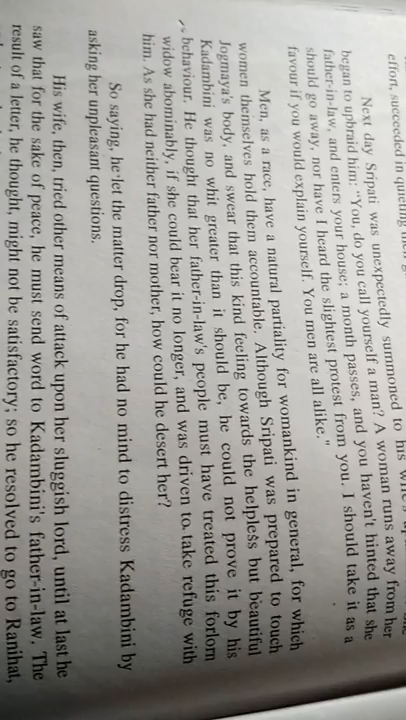 effort, succeeded in quieting
Next day Sripati was unexpectedly summoned to his wife's
began to upbraid him: "You, do you call yourself a man? A woman runs away from her
father-in-law, and enters your house; a month passes, and you haven't hinted that she
should go away, nor have I heard the slightest protest from you. I should take it as a
favour if you would explain yourself. You men are all alike."
Men, as a race, have a natural partiality for womankind in general, for which
women themselves hold them accountable. Although Sripati was prepared to touch
Jogmaya's body, and swear that this kind feeling towards the helpless but beautiful
Kadambini was no whit greater than it should be, he could not prove it by his
behaviour. He thought that her father-in-law's people must have treated this forlorn
widow abominably, if she could bear it no longer, and was driven to take refuge with
him. As she had neither father nor mother, how could he desert her?
So saying, he let the matter drop, for he had no mind to distress Kadambini by
asking her unpleasant questions.
His wife, then, tried other means of attack upon her sluggish lord, until at last he
saw that for the sake of peace, he must send word to Kadambini's father-in-law. The
result of a letter, he thought, might not be satisfactory; so he resolved to go to Ranihat,